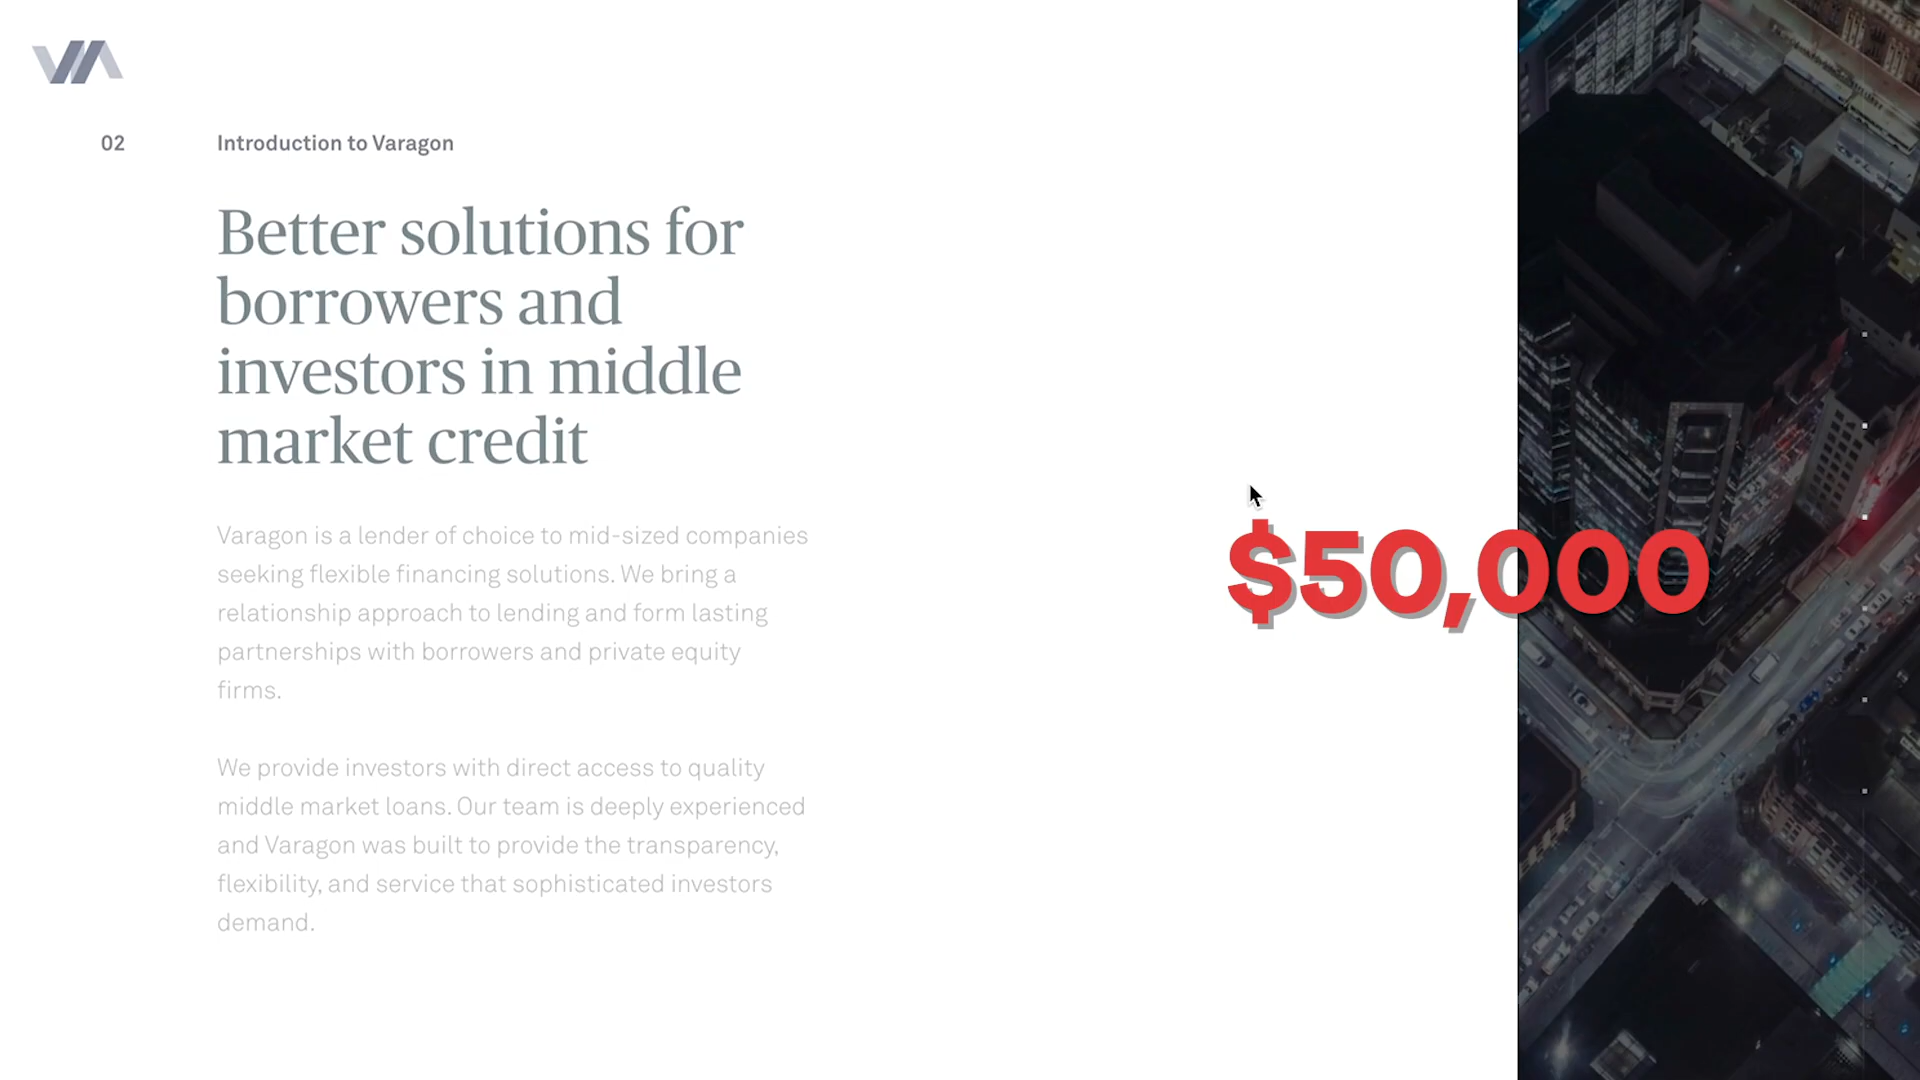 02
Introduction to Varagon
Better solutions for
borrowers and
investors in middle
market credit
Varagon is a lender of choice to mid-sized companies
seeking flexible financing solutions. We bring a
relationship approach to lending and form lasting
partnerships with borrowers and private equity
firms.
We provide investors with direct access to quality
middle market loans. Our team is deeply experienced
and Varagon was built to provide the transparency,
flexibility, and service that sophisticated investors
demand.
$50,000